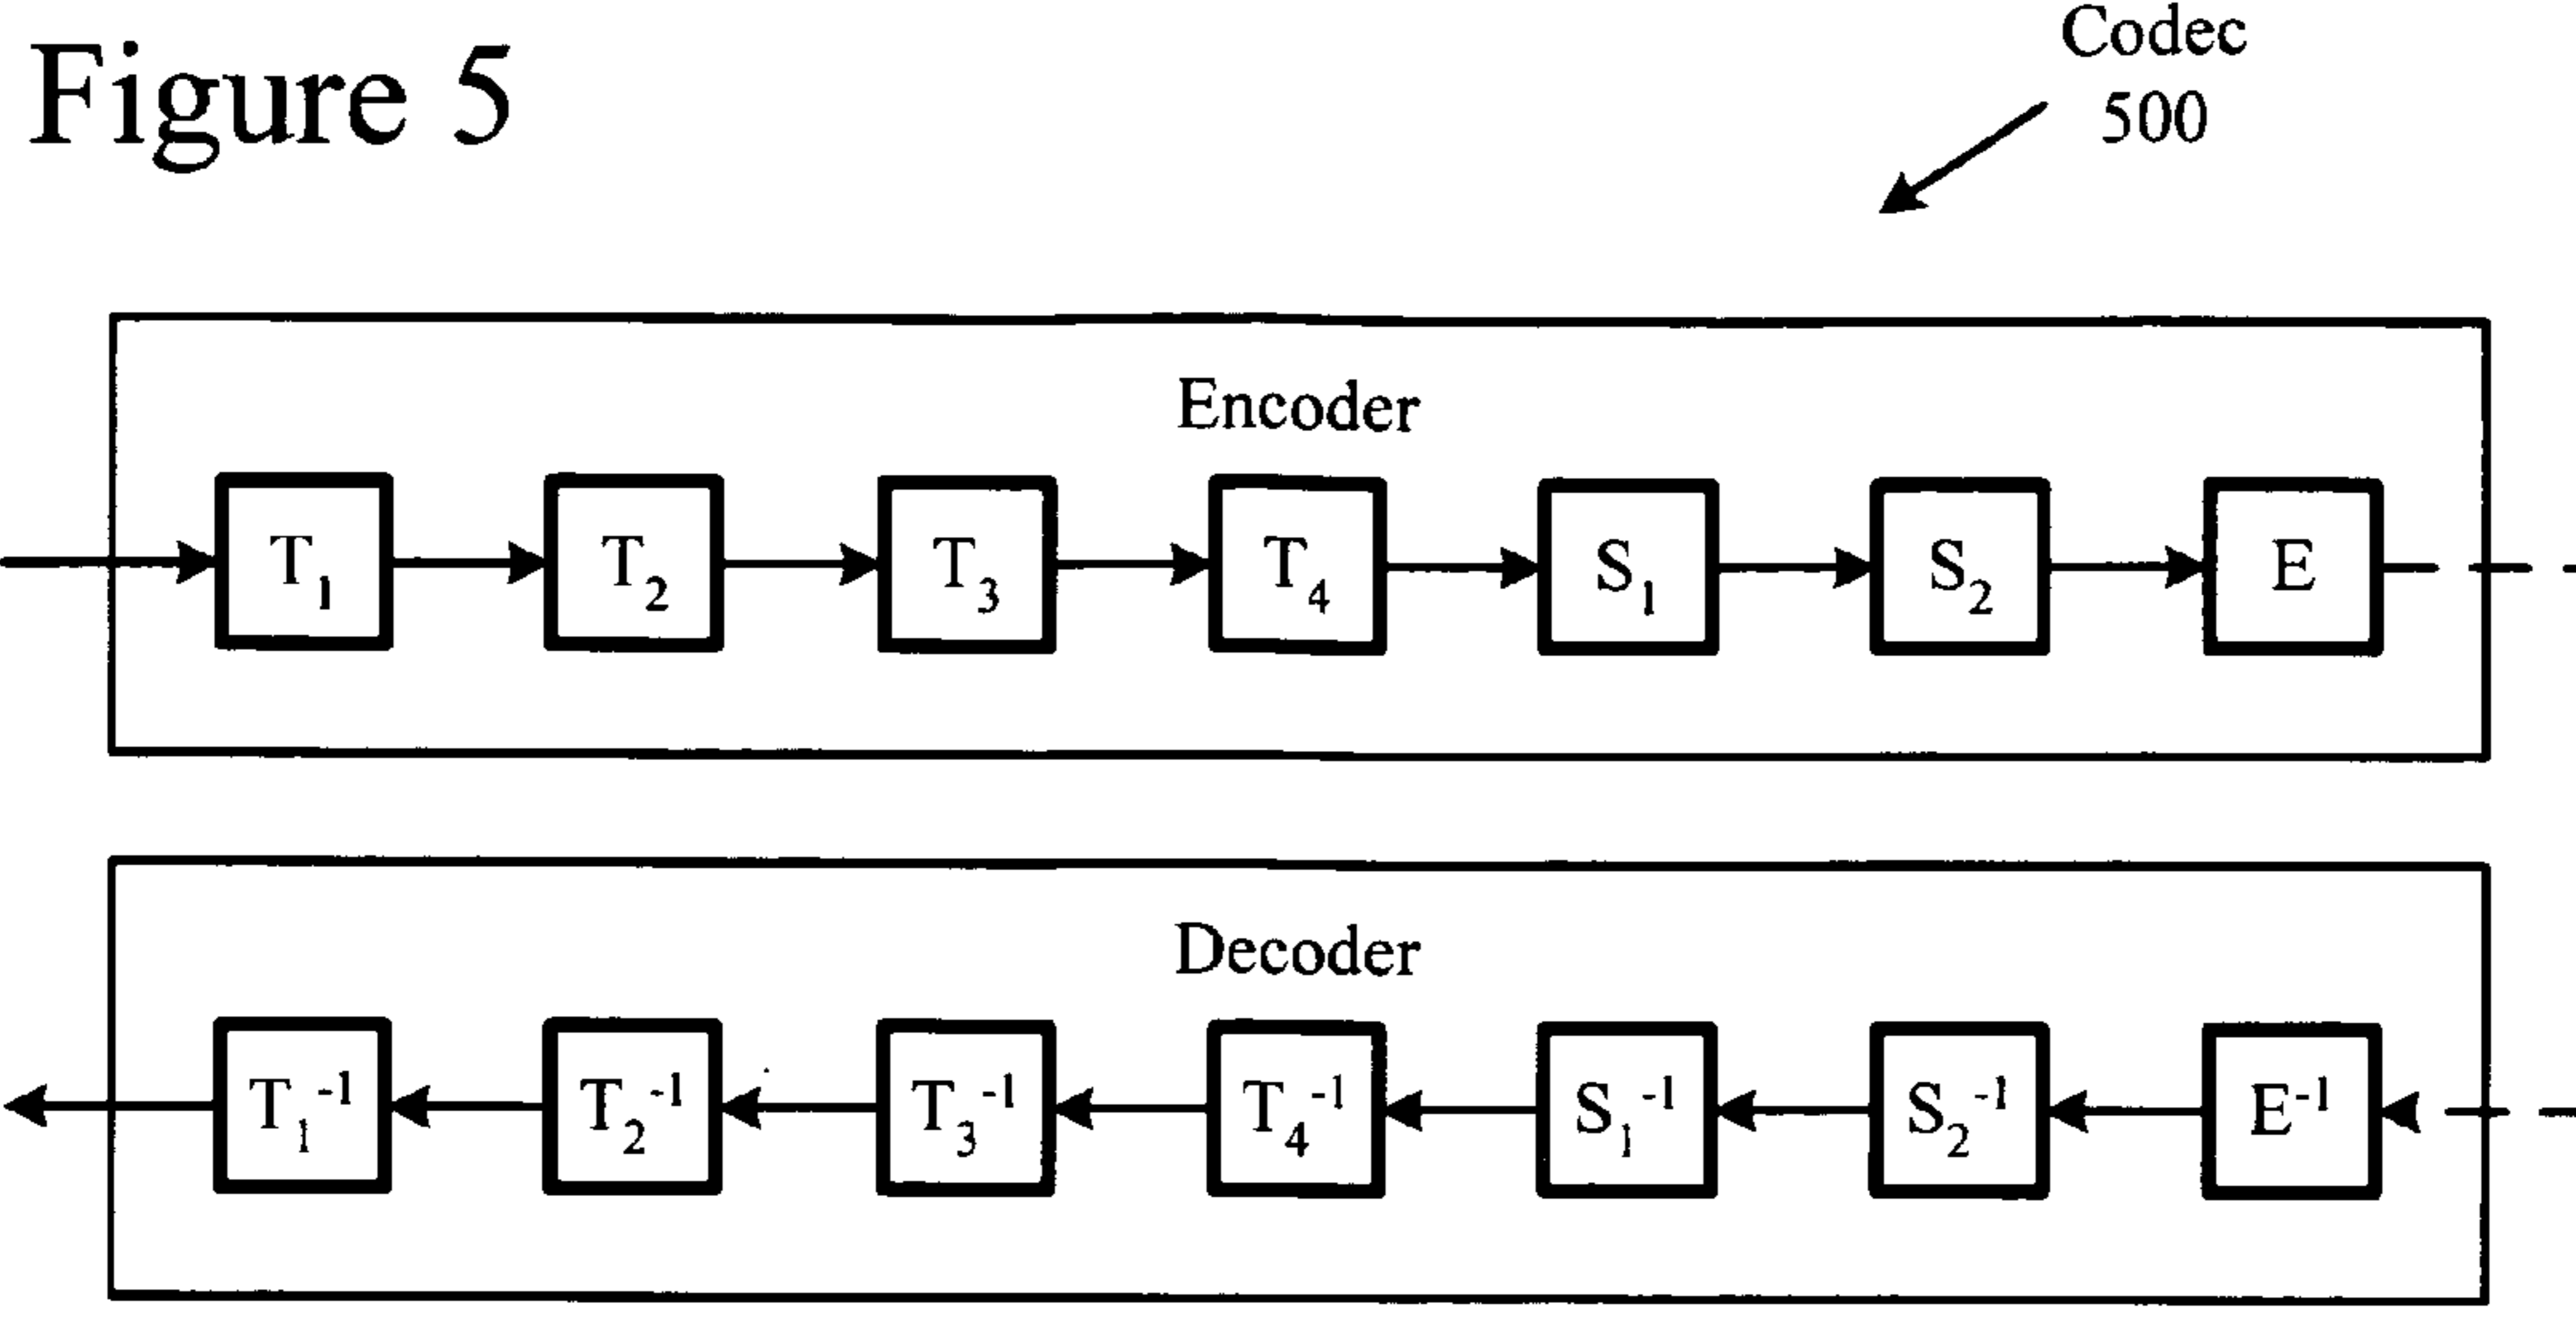 Figure 5
Codec
500
Encoder
T₁ T₂ T₃ T₄ S₁ S₂ E
Decoder
T₁⁻¹ T₂⁻¹ T₃⁻¹ T₄⁻¹ S₁⁻¹ S₂⁻¹ E⁻¹